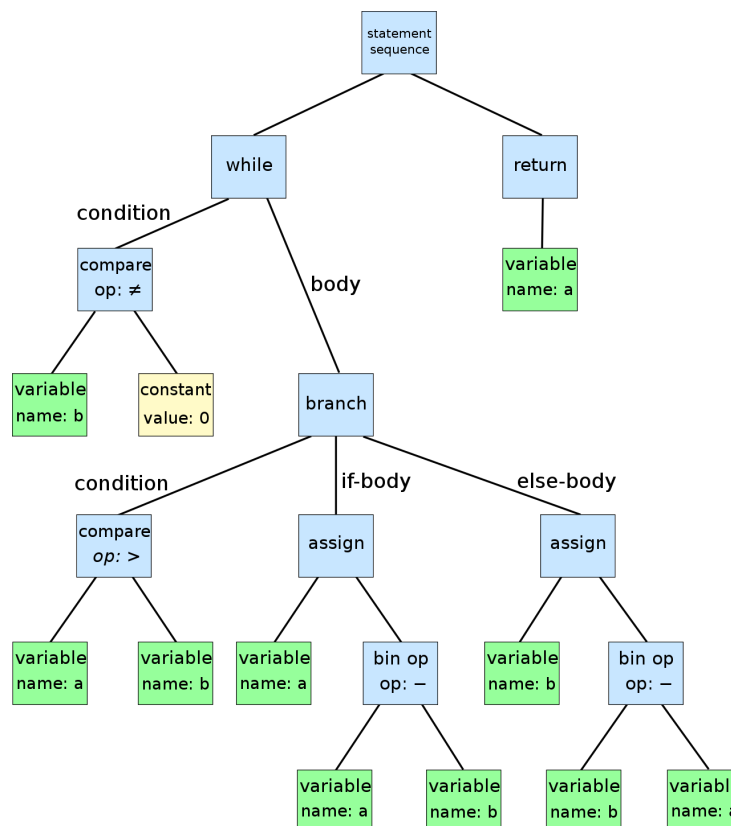 statement
sequence
while
return
condition
compare
op: ≠
body
variable
name: a
variable
name: b
constant
value: 0
branch
condition
if-body
else-body
compare
op: >
assign
assign
variable
name: a
variable
name: b
variable
name: a
bin op
op: −
variable
name: b
bin op
op: −
variable
name: a
variable
name: b
variable
name: b
name: